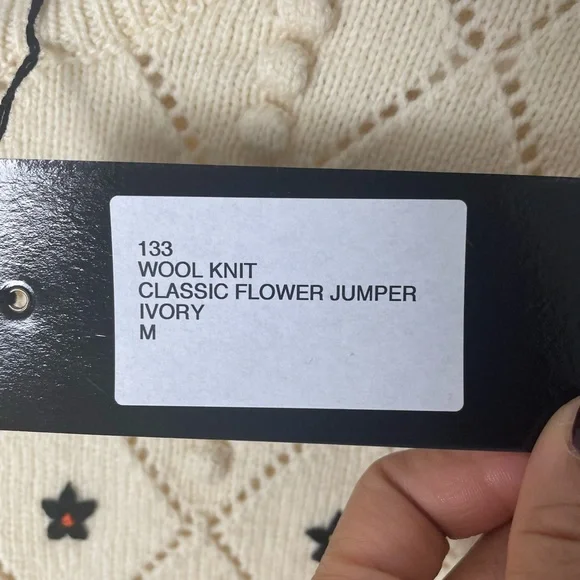 133
WOOL KNIT
CLASSIC FLOWER JUMPER
IVORY
M